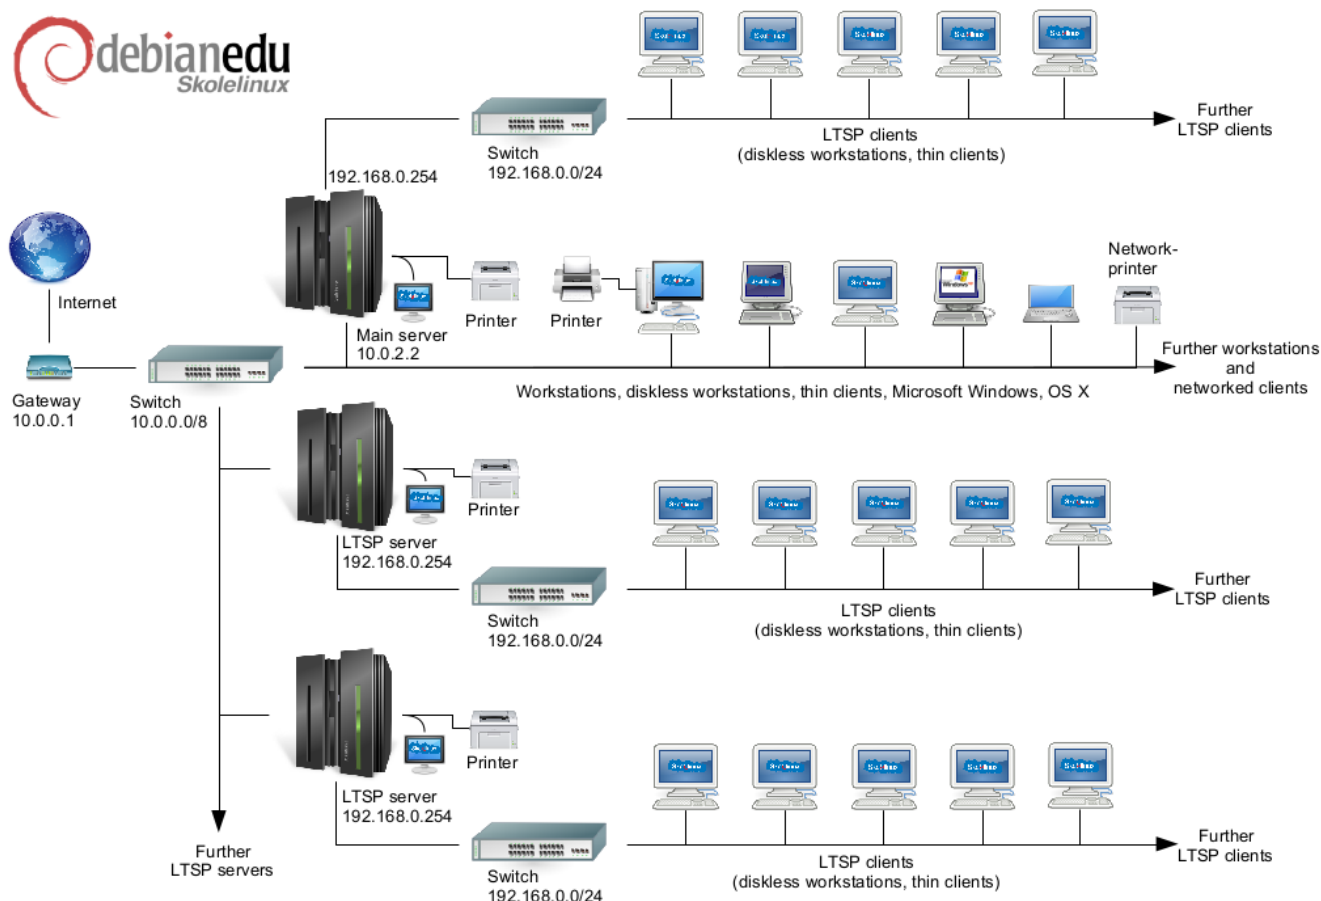 debianedu
Skolelinux
Further
LTSP clients
LTSP clients
(diskless workstations, thin clients)
Switch
192.168.0.0/24
192.168.0.254
Internet
Network-
printer
Printer
Printer
Main server
10.0.2.2
Further workstations
and
networked clients
Workstations, diskless workstations, thin clients, Microsoft Windows, OS X
Gateway
10.0.0.1
Switch
10.0.0.0/8
Printer
LTSP server
192.168.0.254
Further
LTSP clients
LTSP clients
(diskless workstations, thin clients)
Switch
192.168.0.0/24
Printer
LTSP server
192.168.0.254
Further
LTSP servers
Further
LTSP clients
LTSP clients
(diskless workstations, thin clients)
Switch
192.168.0.0/24